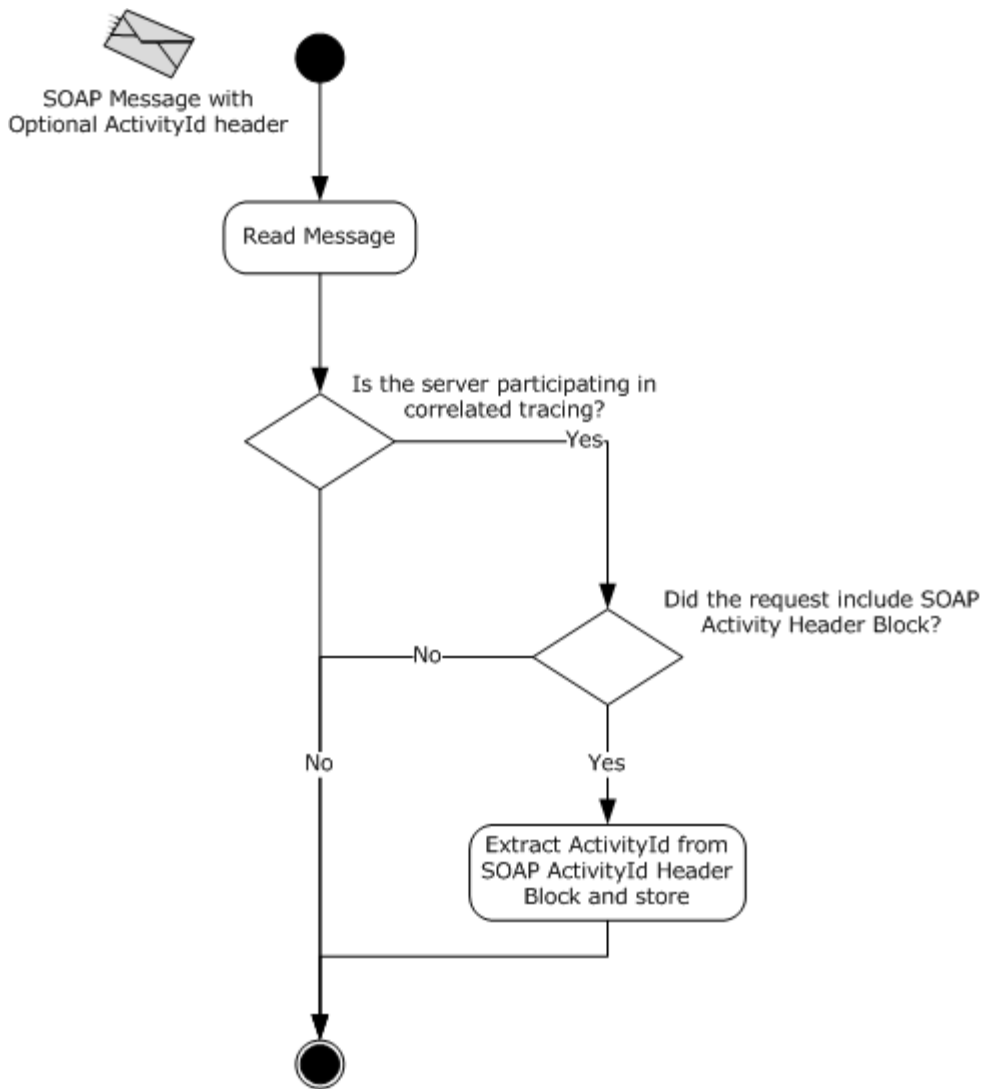 SOAP Message with
Optional ActivityId header
Read Message
Is the server participating in
correlated tracing?
Yes
Did the request include SOAP
Activity Header Block?
No
No
Yes
Extract ActivityId from
SOAP ActivityId Header
Block and store